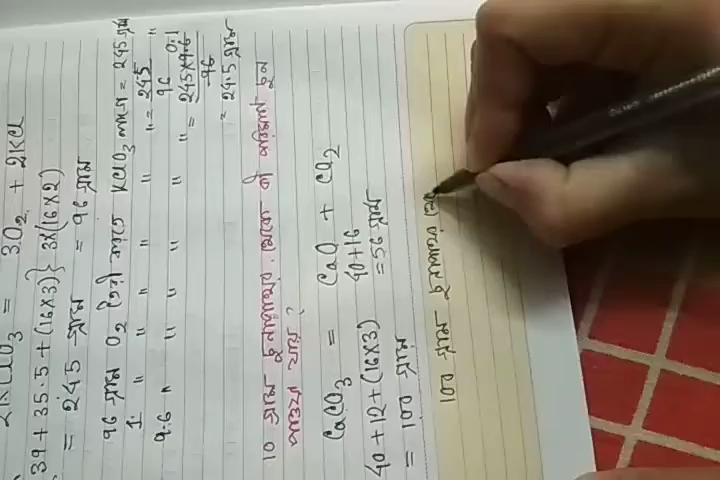 2KClO₃ = 3O₂ + 2KCl
39 + 35.5 + (16×3)} 3×(16×2)
= 245 গ্রাম = 96 গ্রাম
96 গ্রাম O₂ তৈরী করতে KClO₃ লাগে = 245 গ্রাম
1 " " " " " " = 245/96 "
9.6 " " " " " " = 245×9.6/96
= 24.5 গ্রাম
10 গ্রাম চুনাপাথর থেকে কী পরিমাণ চুন
পাওয়া যায় ?
CaCO₃ = CaO + CO₂
40 + 12 + (16×3) 40+16
= 100 গ্রাম = 56 গ্রাম
100 গ্রাম চুনাপাথর